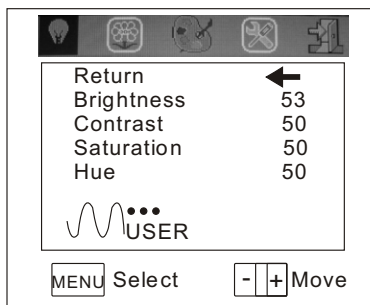 Return
Brightness 53
Contrast 50
Saturation 50
Hue 50
USER
MENU Select - + Move